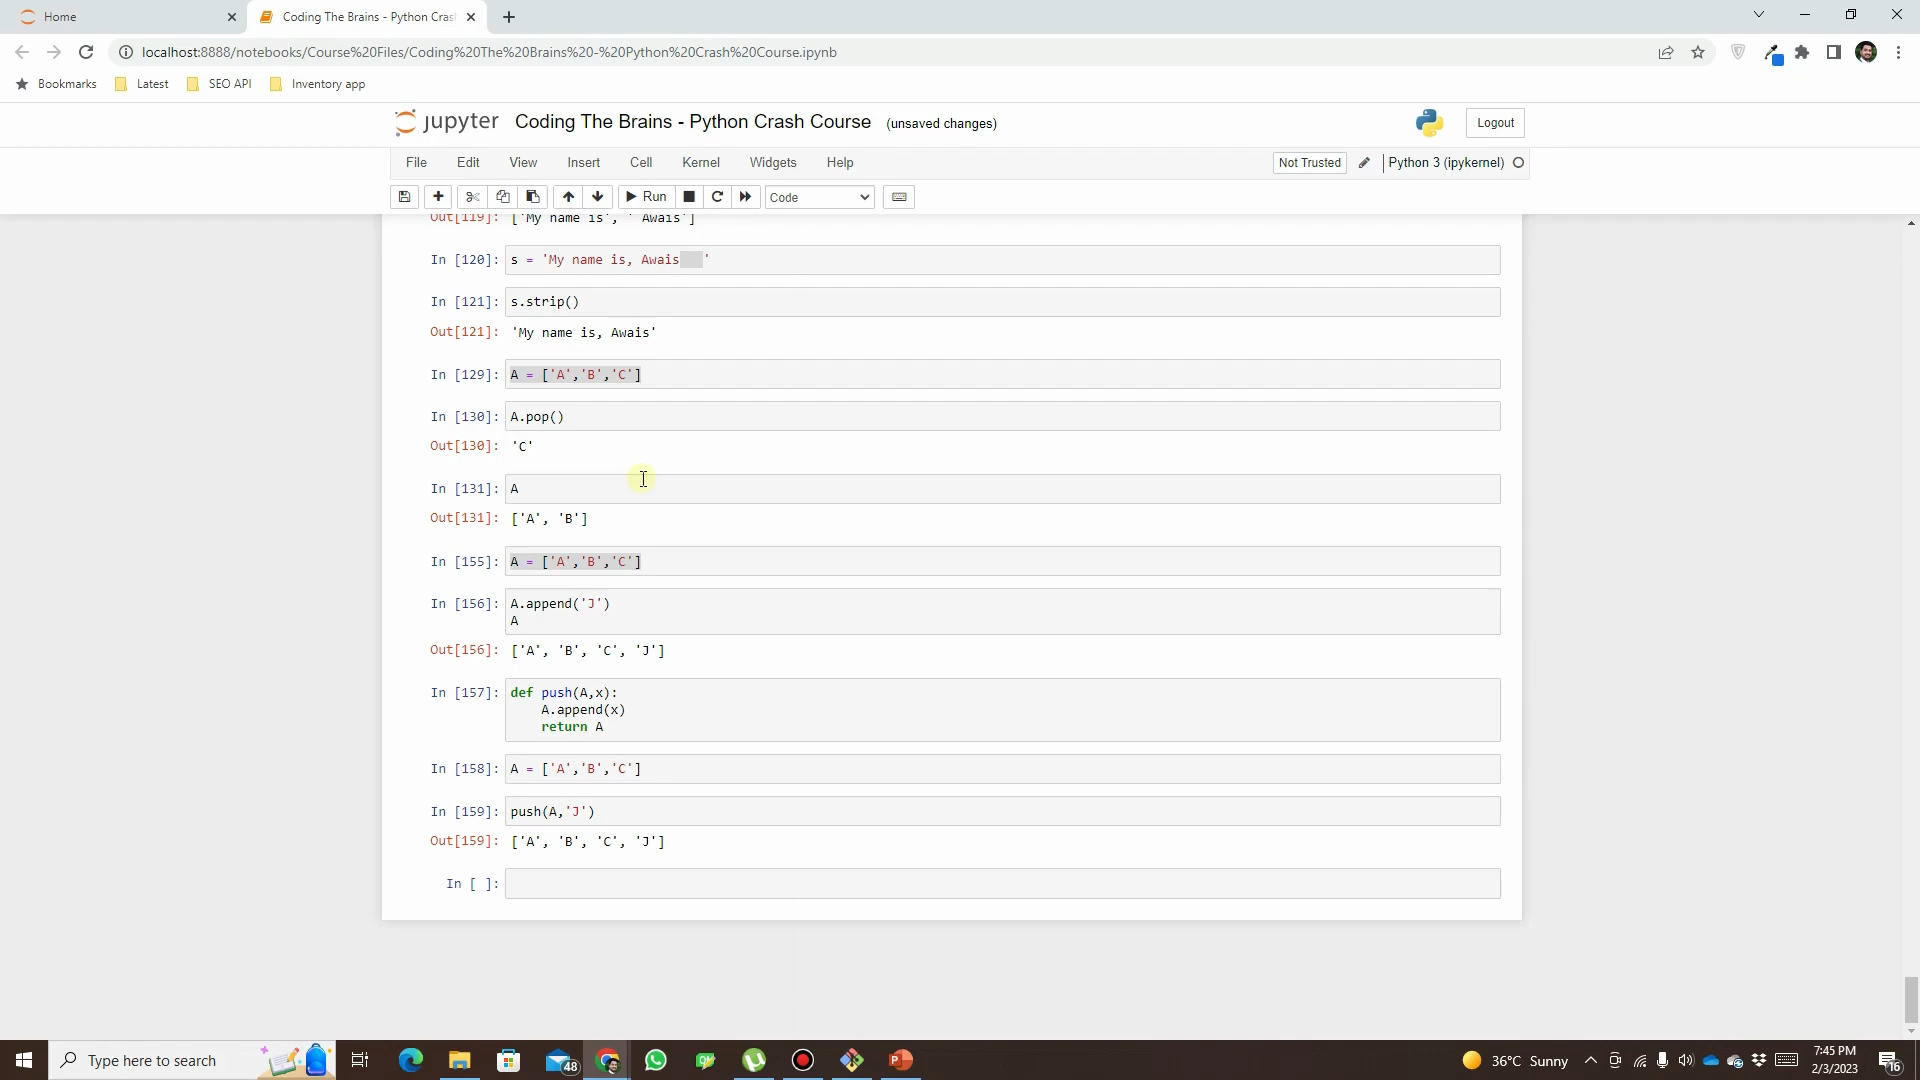 Home
Coding The Brains - Python Cras
localhost:8888/notebooks/Course%20Files/Coding%20The%20Brains%20-%20Python%20Crash%20Course.ipynb
Bookmarks Latest SEO API Inventory app
jupyter Coding The Brains - Python Crash Course (unsaved changes) Logout
File Edit View Insert Cell Kernel Widgets Help Not Trusted Python 3 (ipykernel)
Run Code
Out[119]: ['My name is', ' Awais']
In [120]: s = 'My name is, Awais   '
In [121]: s.strip()
Out[121]: 'My name is, Awais'
In [129]: A = ['A','B','C']
In [130]: A.pop()
Out[130]: 'C'
In [131]: A
Out[131]: ['A', 'B']
In [155]: A = ['A','B','C']
In [156]: A.append('J')
A
Out[156]: ['A', 'B', 'C', 'J']
In [157]: def push(A,x):
    A.append(x)
    return A
In [158]: A = ['A','B','C']
In [159]: push(A,'J')
Out[159]: ['A', 'B', 'C', 'J']
In [ ]:
Type here to search 48 36°C Sunny 7:45 PM
2/3/2023
16